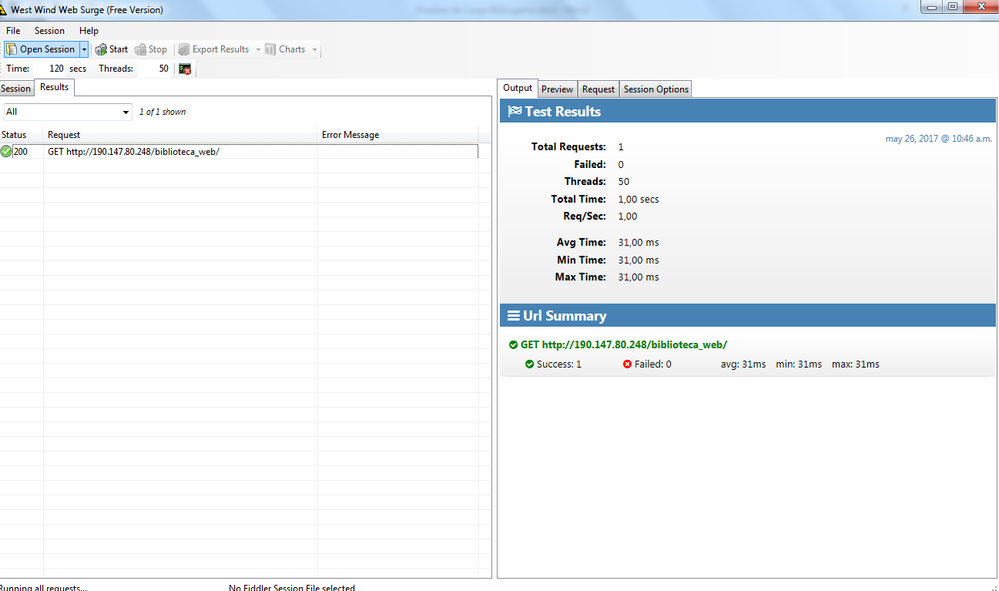 West Wind Web Surge (Free Version)
File Session Help
Open Session Start Stop Export Results Charts
Time: 120 secs Threads: 50
Session Results
All 1 of 1 shown
Status Request Error Message
200 GET http://190.147.80.248/biblioteca_web/
Output Preview Request Session Options
Test Results
may 26, 2017 @ 10:46 a.m.
Total Requests: 1
Failed: 0
Threads: 50
Total Time: 1,00 secs
Req/Sec: 1,00
Avg Time: 31,00 ms
Min Time: 31,00 ms
Max Time: 31,00 ms
Url Summary
GET http://190.147.80.248/biblioteca_web/
Success: 1 Failed: 0 avg: 31ms min: 31ms max: 31ms
Running all requests... No Fiddler Session File selected